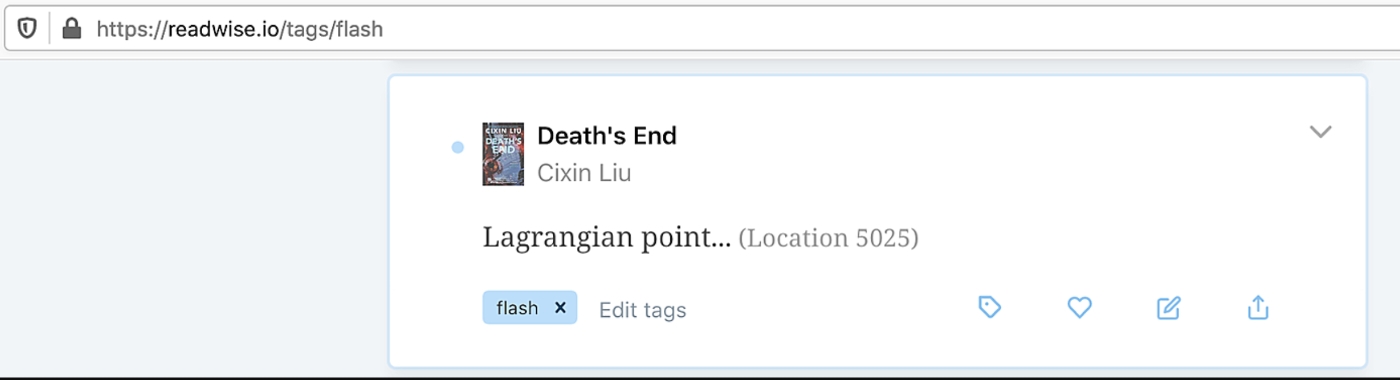 https://readwise.io/tags/flash
CIXIN LIU
DEATH'S
END
Death's End
Cixin Liu
Lagrangian point... (Location 5025)
flash x Edit tags